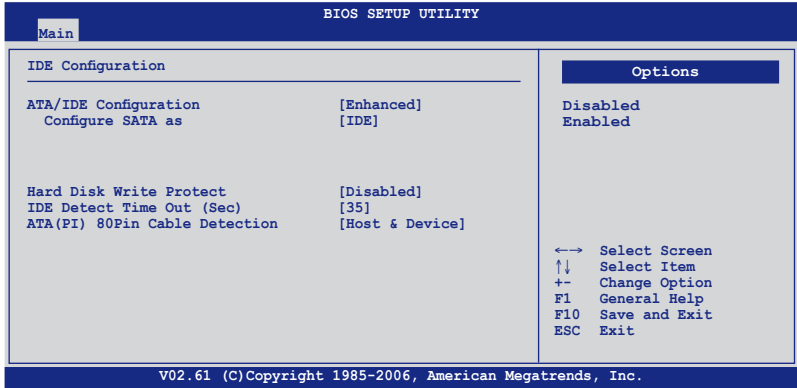 BIOS SETUP UTILITY
Main
IDE Configuration
ATA/IDE Configuration [Enhanced]
Configure SATA as [IDE]
Hard Disk Write Protect [Disabled]
IDE Detect Time Out (Sec) [35]
ATA(PI) 80Pin Cable Detection [Host & Device]
Options
Disabled
Enabled
←→ Select Screen
↑↓ Select Item
+- Change Option
F1 General Help
F10 Save and Exit
ESC Exit
V02.61 (C)Copyright 1985-2006, American Megatrends, Inc.